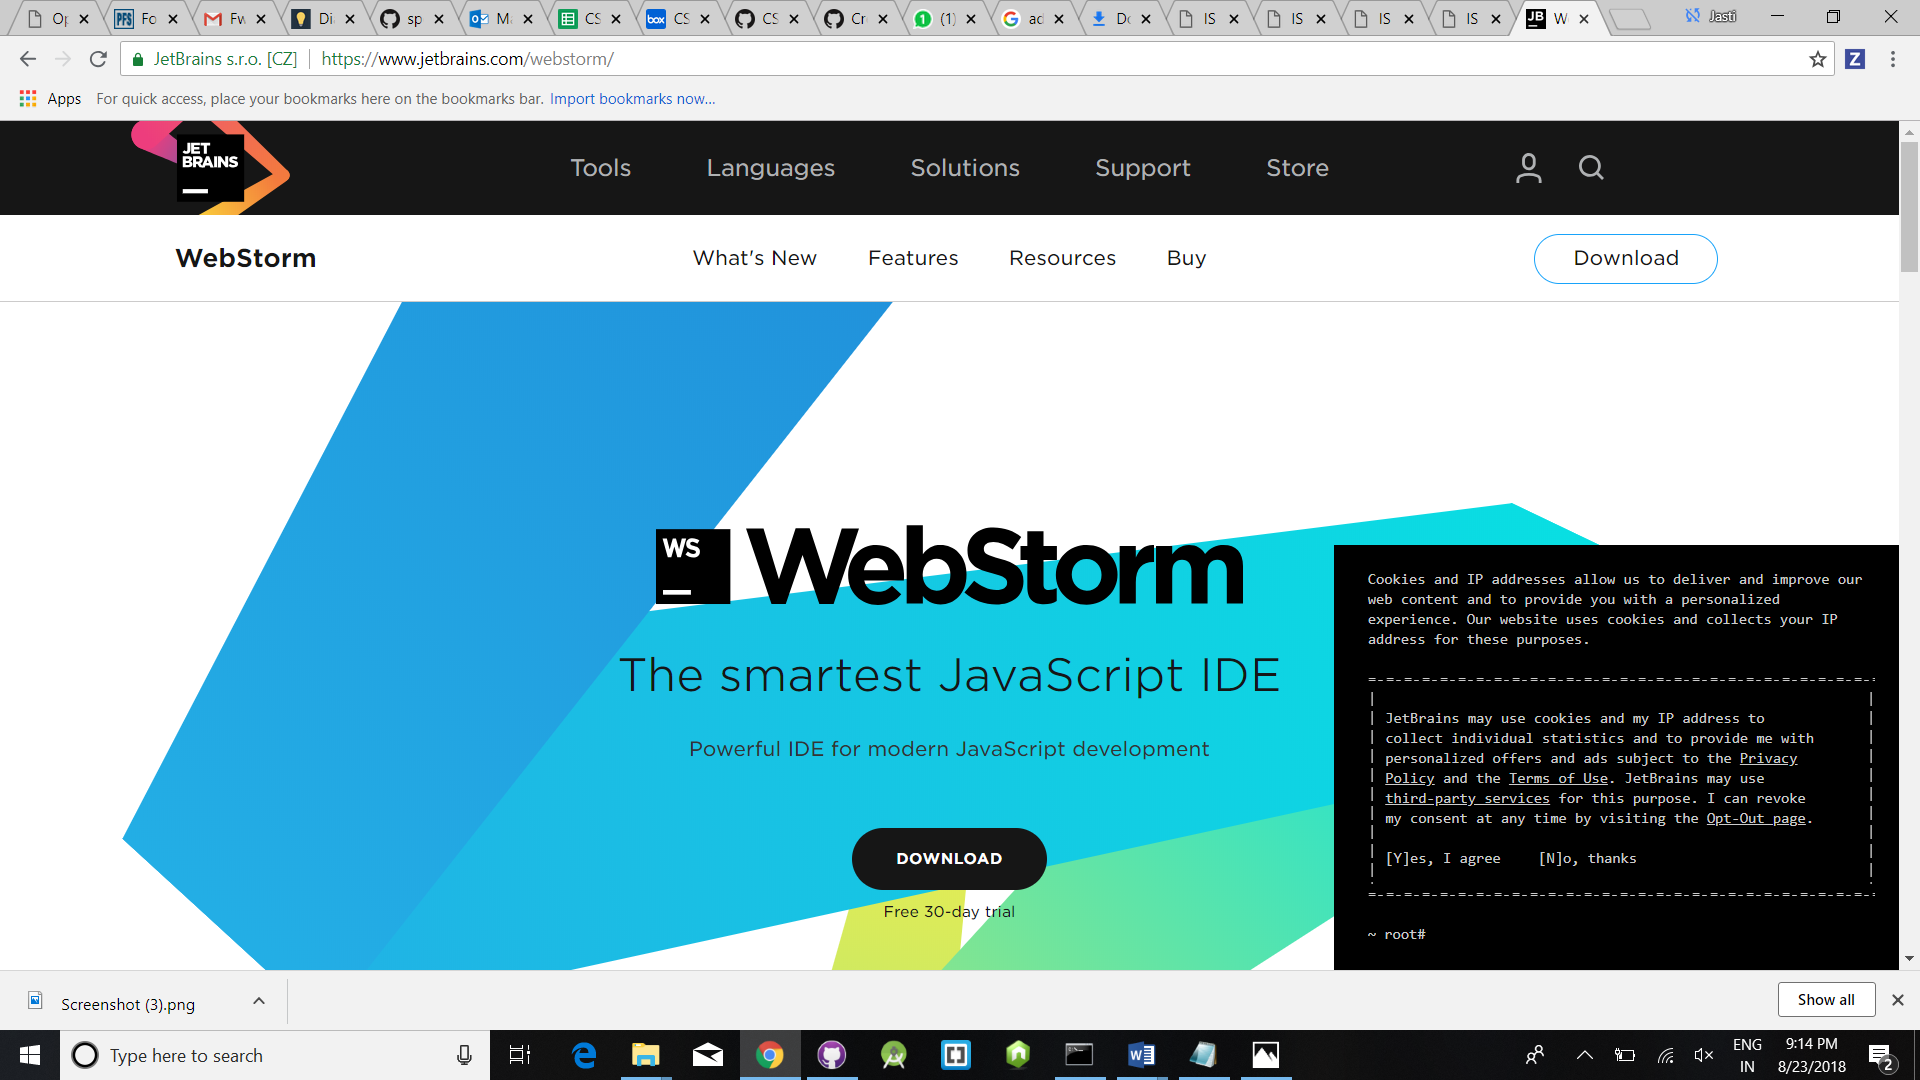 Op
PFS
Fo
Fw
Di
sp
Ma
CS
box
CS
CS
Cr
1
(1)
ad
Do
IS
IS
IS
IS
JB
We
Jasti
JetBrains s.r.o. [CZ]
https://www.jetbrains.com/webstorm/
Z
Apps
For quick access, place your bookmarks here on the bookmarks bar.
Import bookmarks now...
JET
BRAINS
Tools
Languages
Solutions
Support
Store
WebStorm
What's New
Features
Resources
Buy
Download
WS
WebStorm
The smartest JavaScript IDE
Powerful IDE for modern JavaScript development
DOWNLOAD
Free 30-day trial
Cookies and IP addresses allow us to deliver and improve our
web content and to provide you with a personalized
experience. Our website uses cookies and collects your IP
address for these purposes.
JetBrains may use cookies and my IP address to
collect individual statistics and to provide me with
personalized offers and ads subject to the Privacy
Policy and the Terms of Use. JetBrains may use
third-party services for this purpose. I can revoke
my consent at any time by visiting the Opt-Out page.
[Y]es, I agree [N]o, thanks
~ root#
Screenshot (3).png
Show all
Type here to search
ENG
IN
9:14 PM
8/23/2018
2